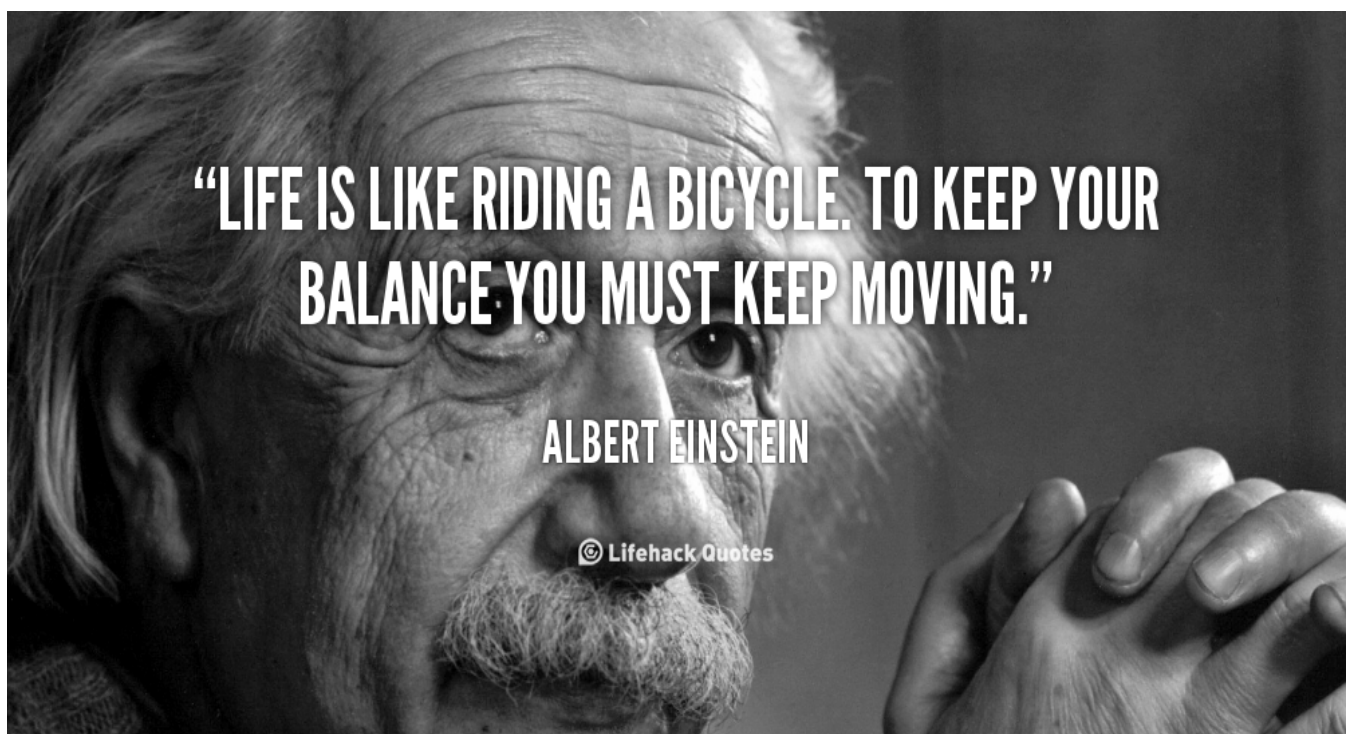 “LIFE IS LIKE RIDING A BICYCLE. TO KEEP YOUR
BALANCE YOU MUST KEEP MOVING.”
ALBERT EINSTEIN
Lifehack Quotes